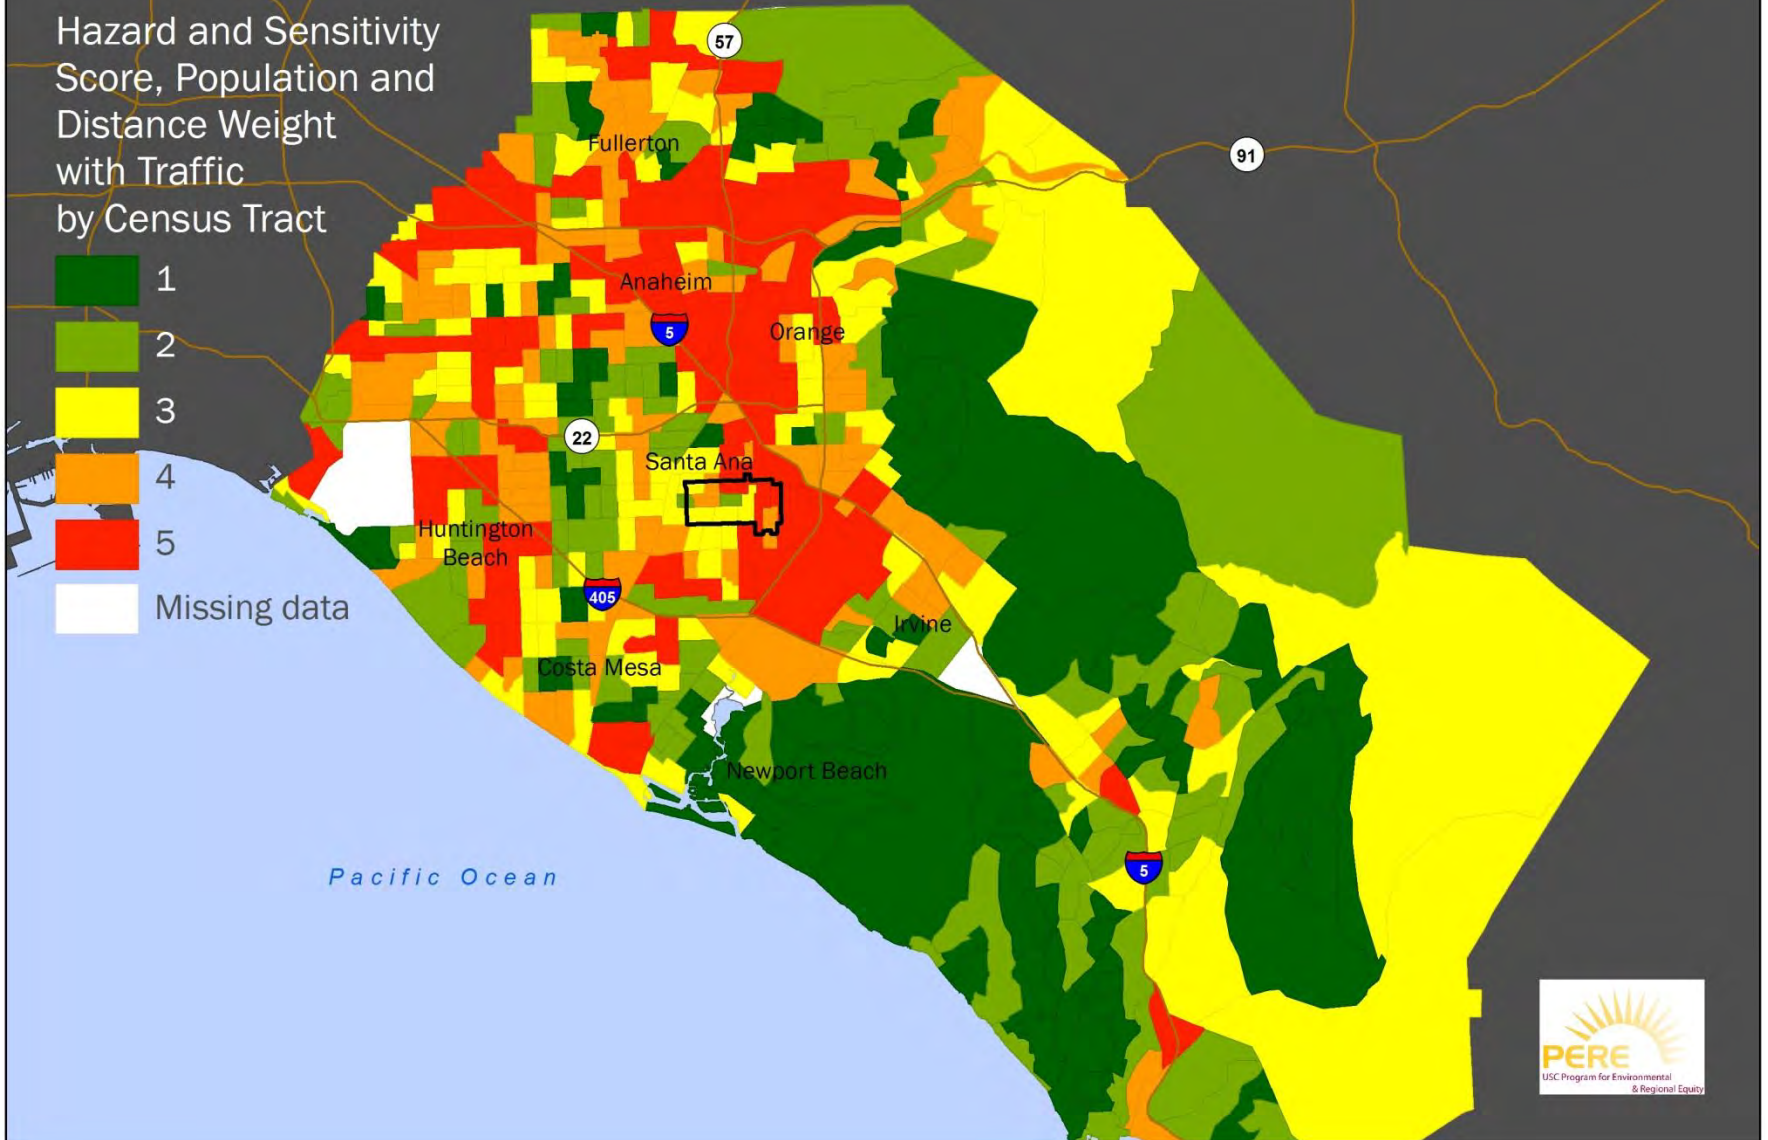 Hazard and Sensitivity
Score, Population and
Distance Weight
with Traffic
by Census Tract
1
2
3
4
5
Missing data
57
91
Fullerton
Anaheim
5
Orange
22
Santa Ana
Huntington
Beach
405
Irvine
Costa Mesa
Newport Beach
5
Pacific Ocean
PERE
USC Program for Environmental
& Regional Equity